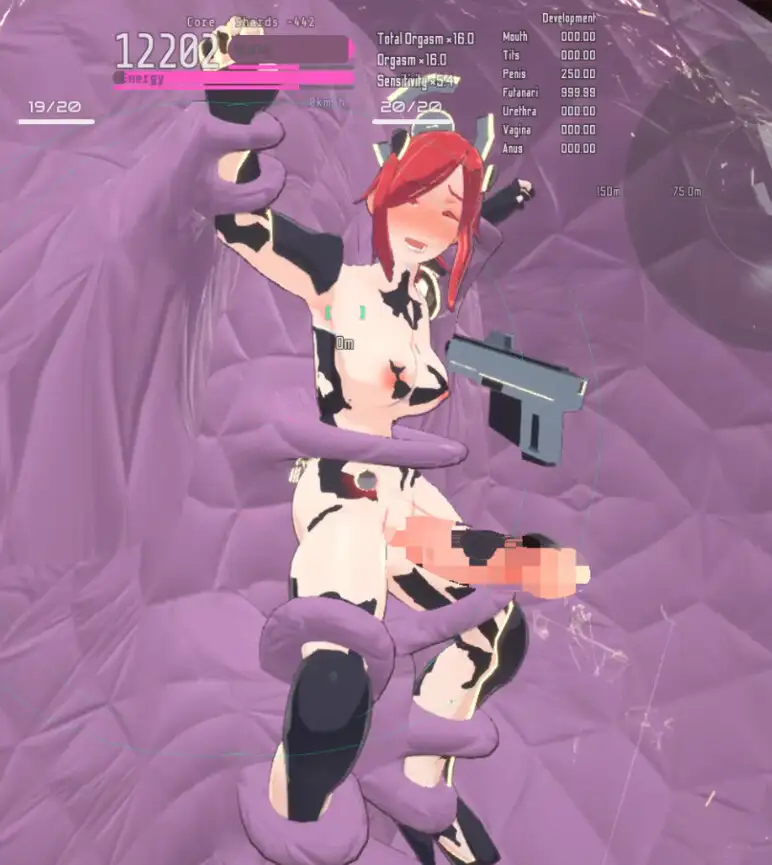 Core Shards -442
12202
Energy
0km/h
19/20
20/20
Total Orgasm ×16.0
Orgasm ×16.0
Sensitivity ×5.4
Development
Mouth 000.00
Tits 000.00
Penis 250.00
Futanari 999.99
Urethra 000.00
Vagina 000.00
Anus 000.00
150m
75.0m
0m